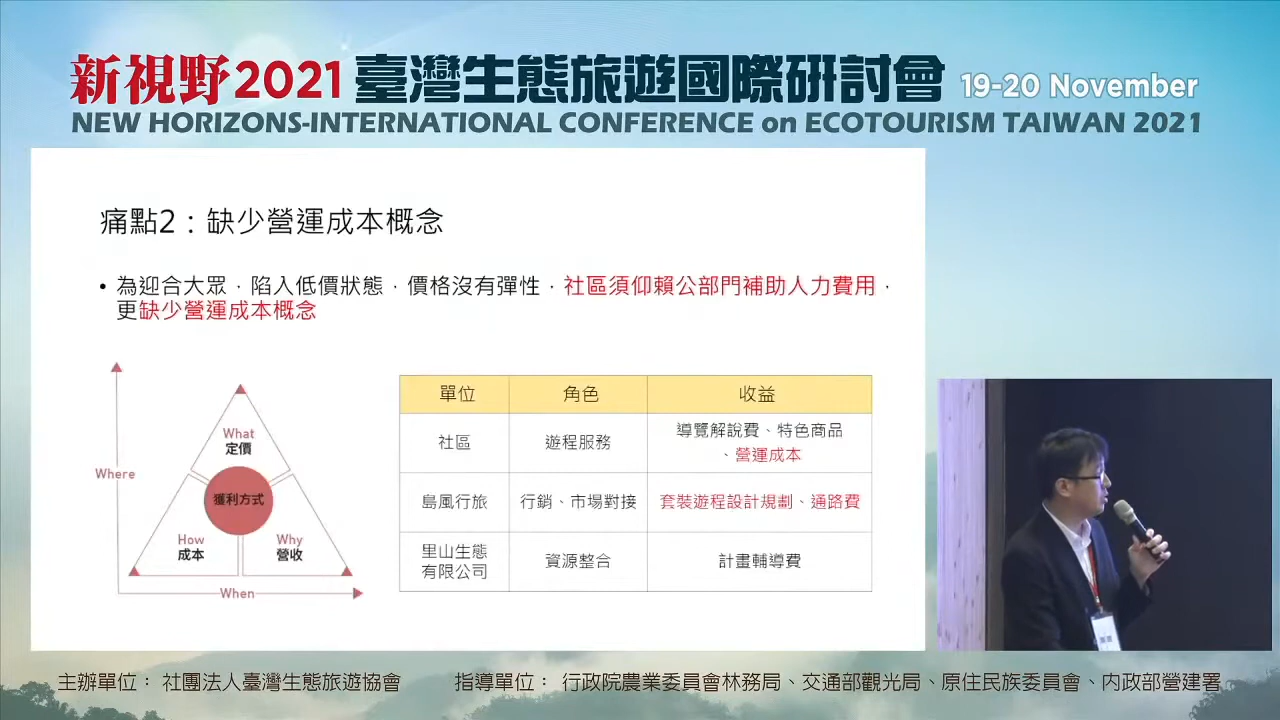 新視野2021臺灣生態旅遊國際研討會 19-20 November
NEW HORIZONS-INTERNATIONAL CONFERENCE on ECOTOURISM TAIWAN 2021
痛點2：缺少營運成本概念
• 為迎合大眾，陷入低價狀態，價格沒有彈性，社區須仰賴公部門補助人力費用，
更缺少營運成本概念
What
定價
Where
獲利方式
How
成本
Why
營收
When
單位 角色 收益
社區 遊程服務 導覽解說費、特色商品
、營運成本
島風行旅 行銷、市場對接 套裝遊程設計規劃、通路費
里山生態
有限公司 資源整合 計畫輔導費
主辦單位： 社團法人臺灣生態旅遊協會 指導單位： 行政院農業委員會林務局、交通部觀光局、原住民族委員會、內政部營建署